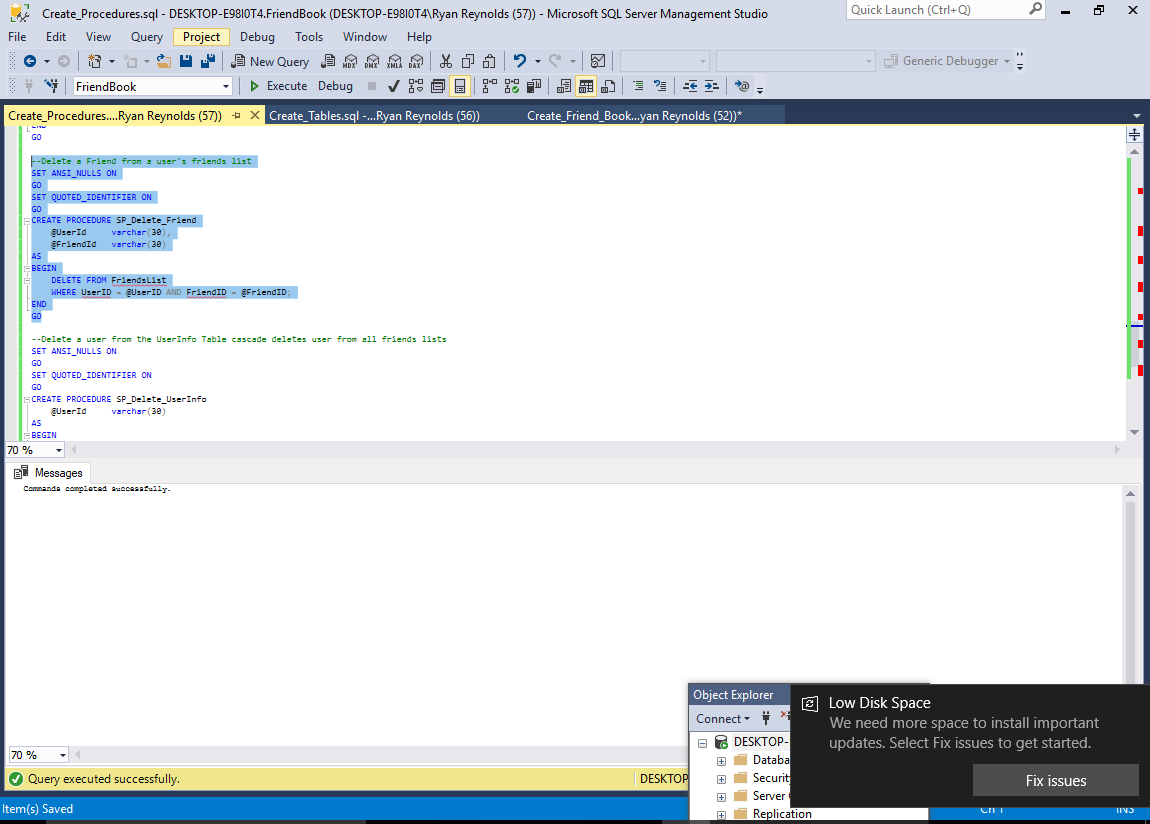 Create_Procedures.sql - DESKTOP-E98I0T4.FriendBook (DESKTOP-E98I0T4\Ryan Reynolds (57)) - Microsoft SQL Server Management Studio
Quick Launch (Ctrl+Q)
File Edit View Query Project Debug Tools Window Help
New Query MDX DMX XMLA DAX Generic Debugger
FriendBook Execute Debug
Create_Procedures....Ryan Reynolds (57)) Create_Tables.sql -...Ryan Reynolds (56)) Create_Friend_Book...yan Reynolds (52))*
END
GO
--Delete a Friend from a user's friends list
SET ANSI_NULLS ON
GO
SET QUOTED_IDENTIFIER ON
GO
CREATE PROCEDURE SP_Delete_Friend
@UserId varchar(30),
@FriendId varchar(30)
AS
BEGIN
DELETE FROM FriendsList
WHERE UserID = @UserID AND FriendID = @FriendID;
END
GO
--Delete a user from the UserInfo Table cascade deletes user from all friends lists
SET ANSI_NULLS ON
GO
SET QUOTED_IDENTIFIER ON
GO
CREATE PROCEDURE SP_Delete_UserInfo
@UserId varchar(30)
AS
BEGIN
70 %
Messages
Commands completed successfully.
70 %
Query executed successfully.
DESKTOP
Item(s) Saved
Object Explorer
Connect
DESKTOP-
Databa
Securit
Server
Replication
Low Disk Space
We need more space to install important
updates. Select Fix issues to get started.
Fix issues
Ch 1 INS